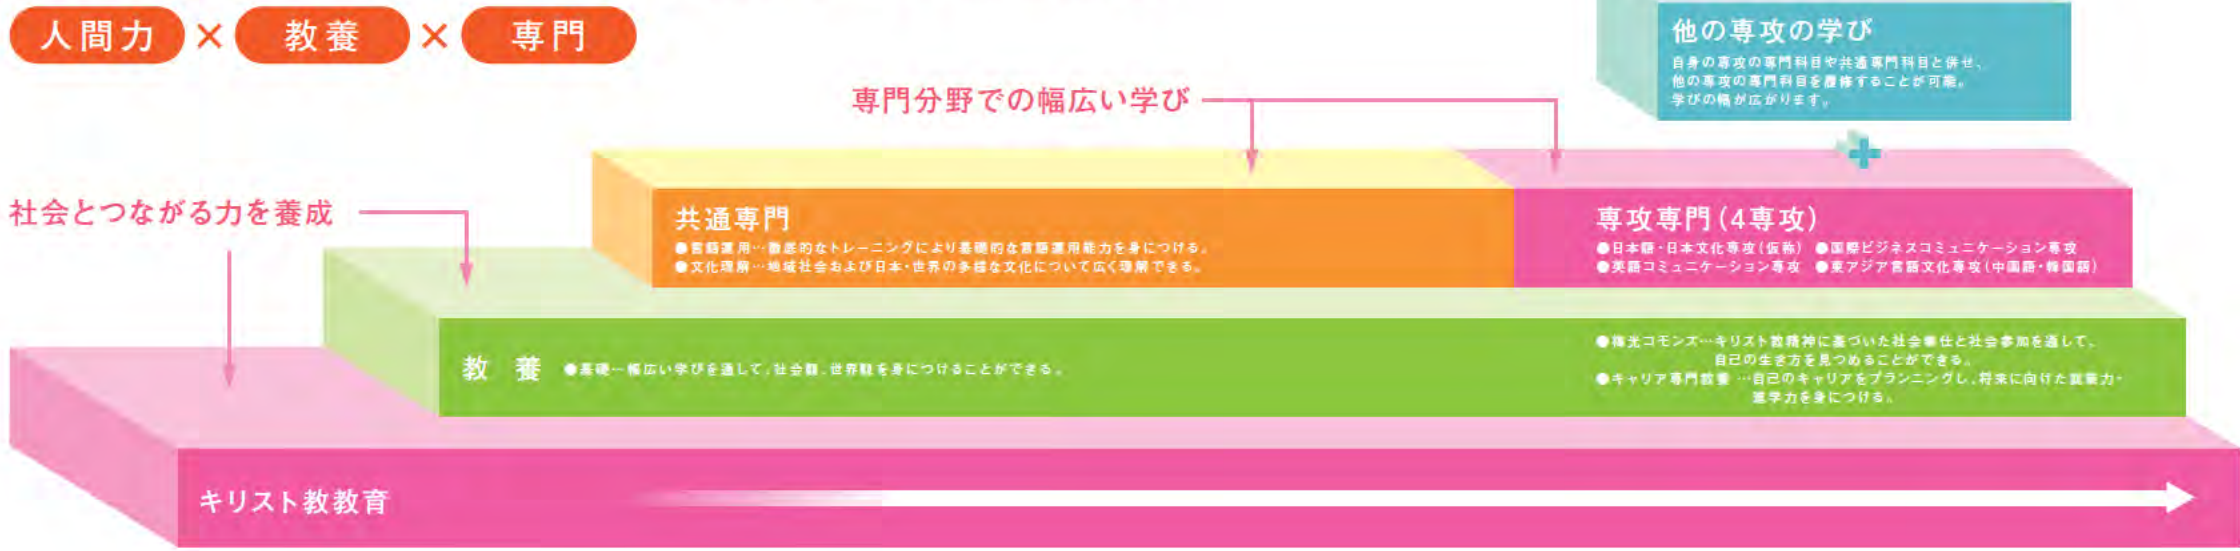 人間力 × 教養 × 専門
他の専攻の学び
自身の専攻の専門科目や共通専門科目と併せ、
他の専攻の専門科目を履修することが可能。
学びの幅が広がります。
専門分野での幅広い学び
社会とつながる力を養成
共通専門
●言語運用…徹底的なトレーニングにより基礎的な言語運用能力を身につける。
●文化理解…地域社会および日本・世界の多様な文化について広く理解できる。
専攻専門(4専攻)
●日本語・日本文化専攻(仮称) ●国際ビジネスコミュニケーション専攻
●英語コミュニケーション専攻 ●東アジア言語文化専攻(中国語・韓国語)
教 養
●基礎…幅広い学びを通して、社会観、世界観を身につけることができる。
●梅光コモンズ…キリスト教精神に基づいた社会奉仕と社会参加を通して、
自己の生き方を見つめることができる。
●キャリア専門教養…自己のキャリアをプランニングし、将来に向けた就業力・
進学力を身につける。
キリスト教教育